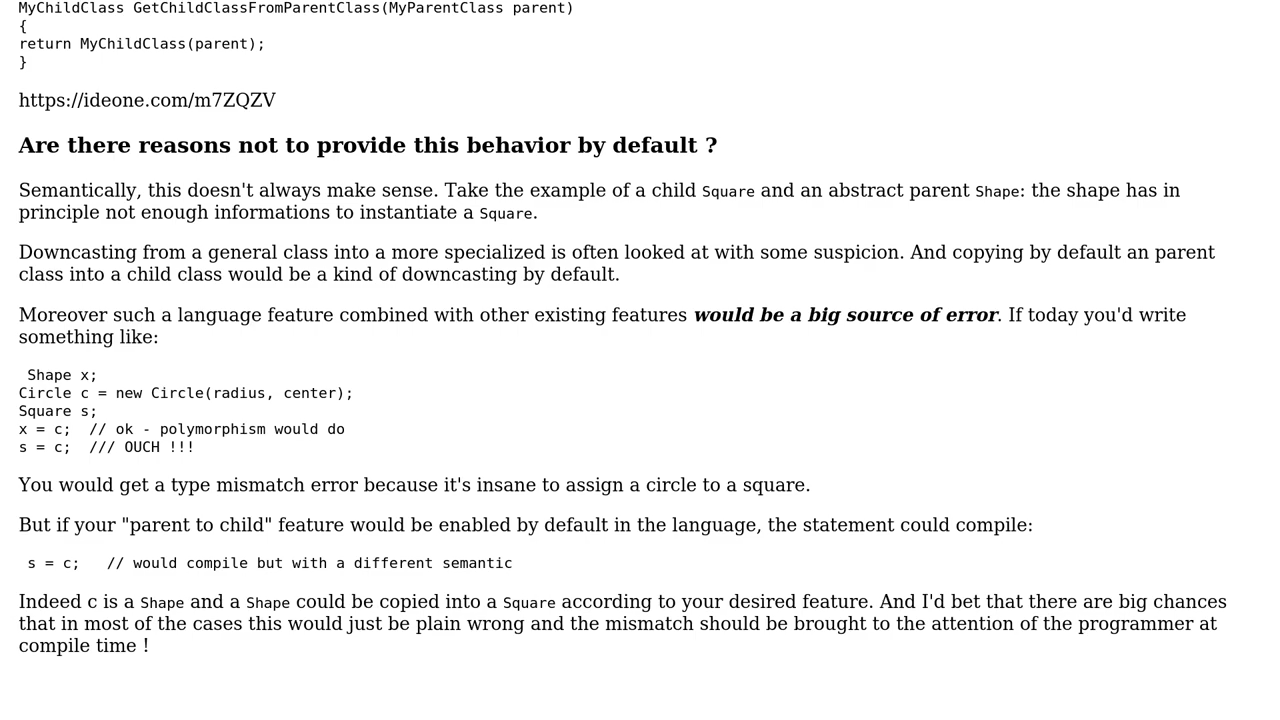 MyChildClass GetChildClassFromParentClass(MyParentClass parent)
{
return MyChildClass(parent);
}
https://ideone.com/m7ZQZV
Are there reasons not to provide this behavior by default ?
Semantically, this doesn't always make sense. Take the example of a child Square and an abstract parent Shape: the shape has in
principle not enough informations to instantiate a Square.
Downcasting from a general class into a more specialized is often looked at with some suspicion. And copying by default an parent
class into a child class would be a kind of downcasting by default.
Moreover such a language feature combined with other existing features would be a big source of error. If today you'd write
something like:
Shape x;
Circle c = new Circle(radius, center);
Square s;
x = c;  // ok - polymorphism would do
s = c;  /// OUCH !!!
You would get a type mismatch error because it's insane to assign a circle to a square.
But if your "parent to child" feature would be enabled by default in the language, the statement could compile:
s = c;   // would compile but with a different semantic
Indeed c is a Shape and a Shape could be copied into a Square according to your desired feature. And I'd bet that there are big chances
that in most of the cases this would just be plain wrong and the mismatch should be brought to the attention of the programmer at
compile time !